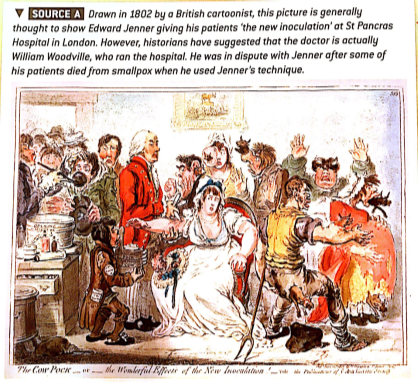 ▼ SOURCE A Drawn in 1802 by a British cartoonist, this picture is generally
thought to show Edward Jenner giving his patients 'the new inoculation' at St Pancras
Hospital in London. However, historians have suggested that the doctor is actually
William Woodville, who ran the hospital. He was in dispute with Jenner after some of
his patients died from smallpox when he used Jenner's technique.
The Cow Pock — or — the Wonderful Effects of the New Inoculation!